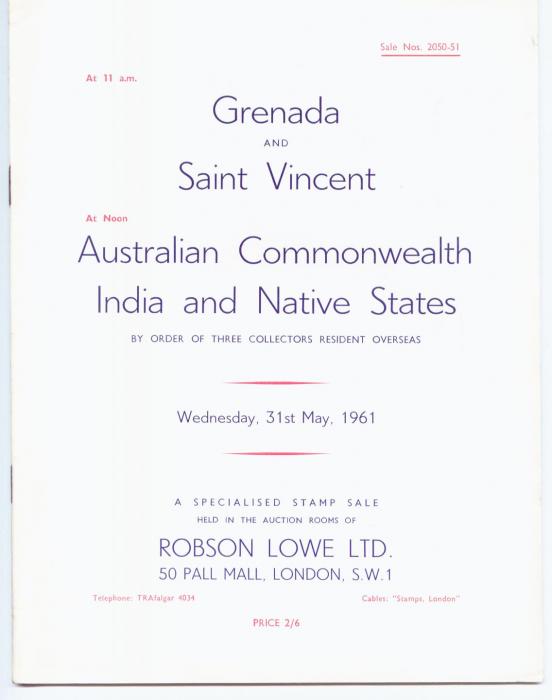 Sale Nos. 2050-51
At 11 a.m.
Grenada
AND
Saint Vincent
At Noon
Australian Commonwealth
India and Native States
BY ORDER OF THREE COLLECTORS RESIDENT OVERSEAS
Wednesday, 31st May, 1961
A SPECIALISED STAMP SALE
HELD IN THE AUCTION ROOMS OF
ROBSON LOWE LTD.
50 PALL MALL, LONDON, S.W.1
Telephone: TRAfalgar 4034 Cables: "Stamps, London"
PRICE 2/6